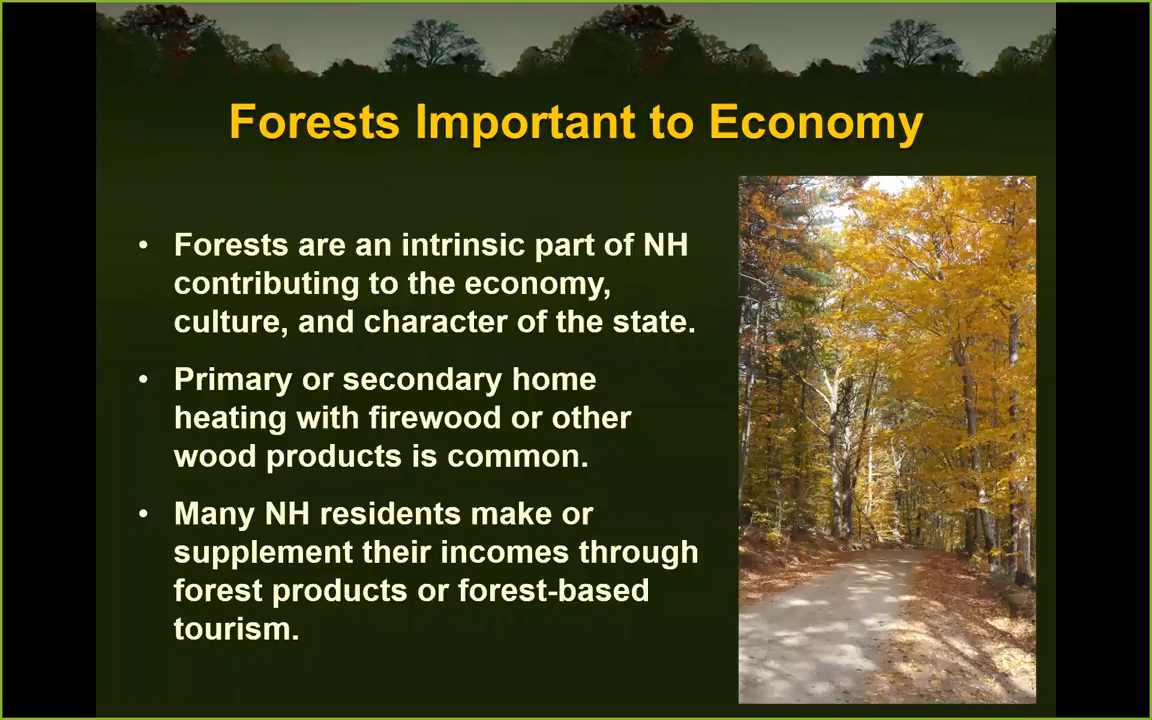 Forests Important to Economy
• Forests are an intrinsic part of NH
contributing to the economy,
culture, and character of the state.
• Primary or secondary home
heating with firewood or other
wood products is common.
• Many NH residents make or
supplement their incomes through
forest products or forest-based
tourism.